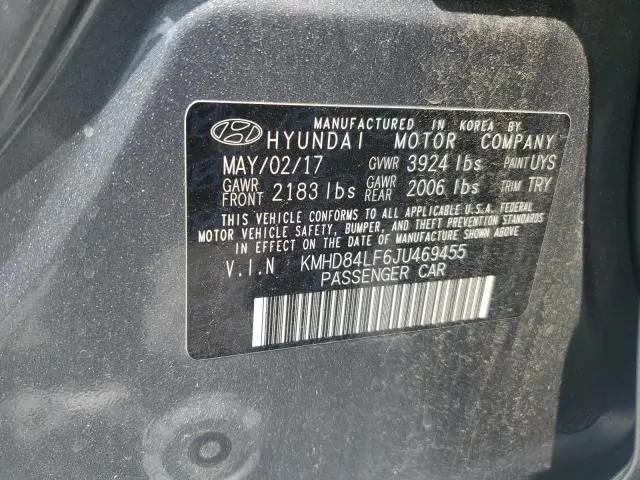 MANUFACTURED IN KOREA BY
HYUNDAI MOTOR COMPANY
MAY/02/17 GVWR 3924 lbs PAINT UYS
GAWR FRONT 2183 lbs GAWR REAR 2006 lbs TRIM TRY
THIS VEHICLE CONFORMS TO ALL APPLICABLE U.S.A. FEDERAL
MOTOR VEHICLE SAFETY, BUMPER, AND THEFT PREVENTION STANDARDS
IN EFFECT ON THE DATE OF MANUFACTURE SHOWN ABOVE.
V.I.N KMHD84LF6JU469455
PASSENGER CAR